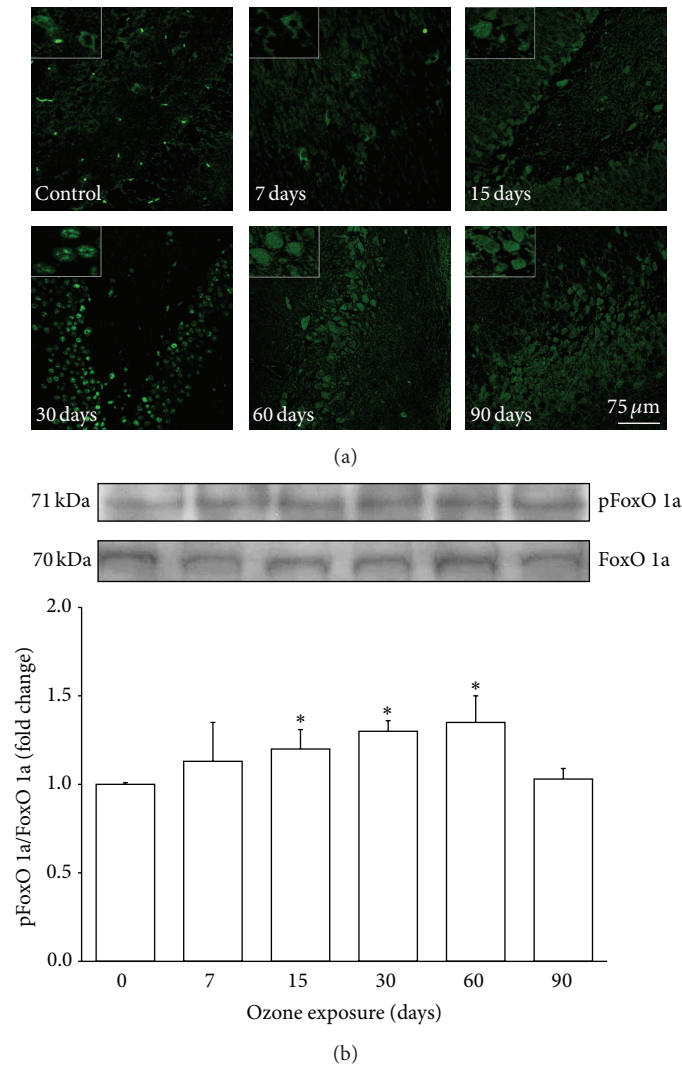 Control
7 days
15 days
30 days
60 days
90 days
75 μm
(a)
71 kDa
pFoxO 1a
70 kDa
FoxO 1a
2.0
1.5
1.0
0.5
0.0
pFoxO 1a/FoxO 1a (fold change)
* * *
0 7 15 30 60 90
Ozone exposure (days)
(b)